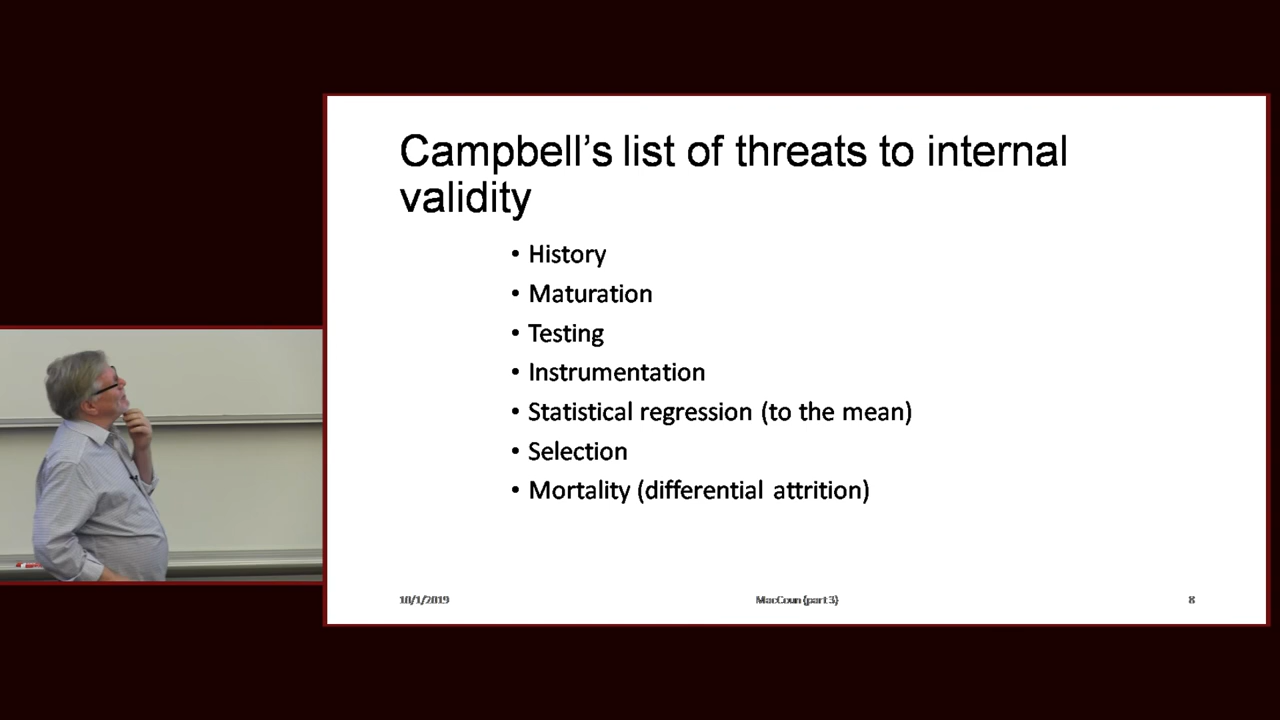 Campbell's list of threats to internal
validity
• History
• Maturation
• Testing
• Instrumentation
• Statistical regression (to the mean)
• Selection
• Mortality (differential attrition)
10/1/2019 MacCoun (part 3) 8